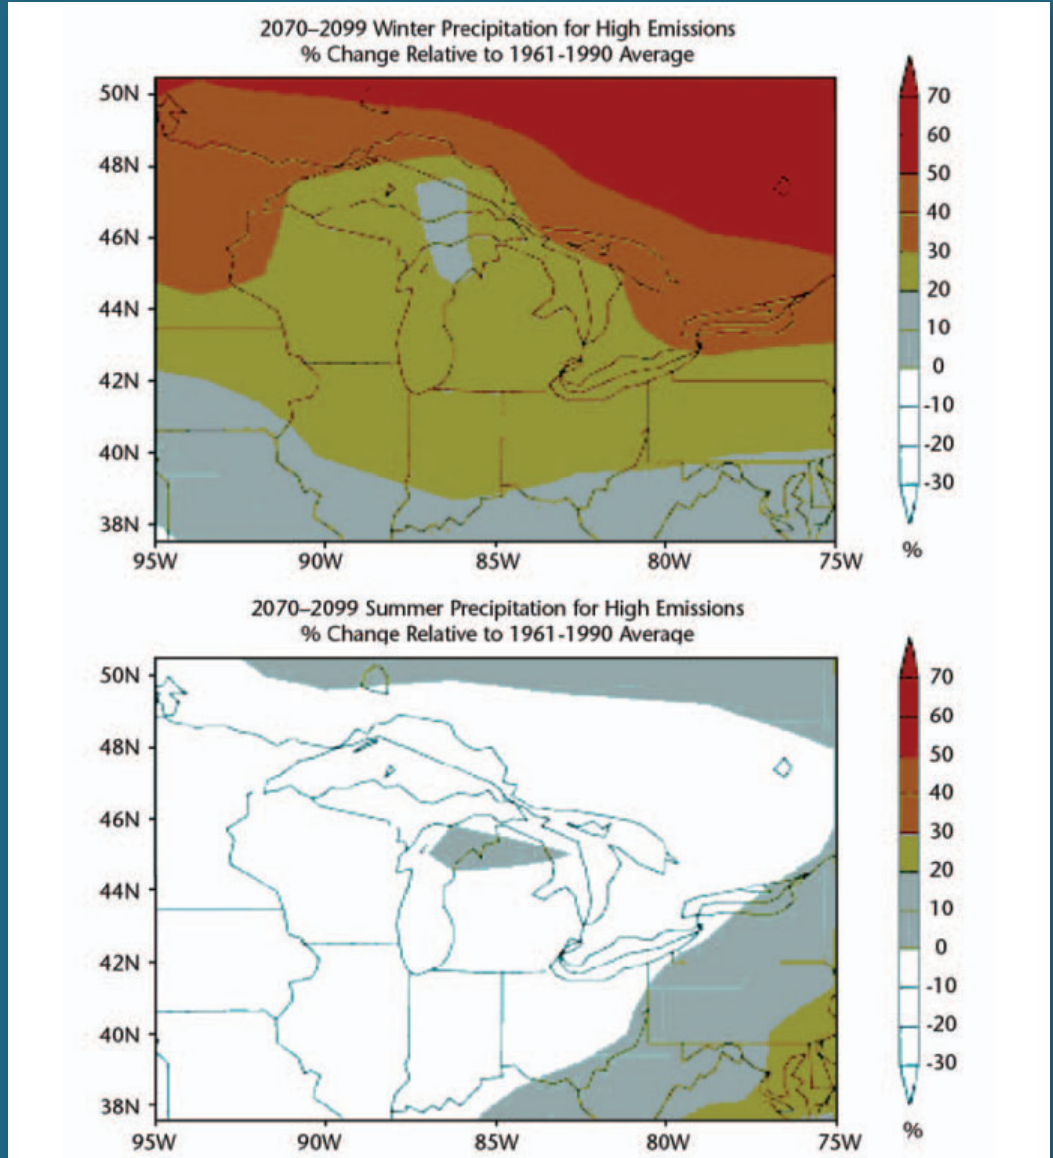 2070–2099 Winter Precipitation for High Emissions
% Change Relative to 1961-1990 Average
50N
48N
46N
44N
42N
40N
38N
95W 90W 85W 80W 75W
70
60
50
40
30
20
10
0
-10
-20
-30
%
2070–2099 Summer Precipitation for High Emissions
% Change Relative to 1961-1990 Average
50N
48N
46N
44N
42N
40N
38N
95W 90W 85W 80W 75W
70
60
50
40
30
20
10
0
-10
-20
-30
%